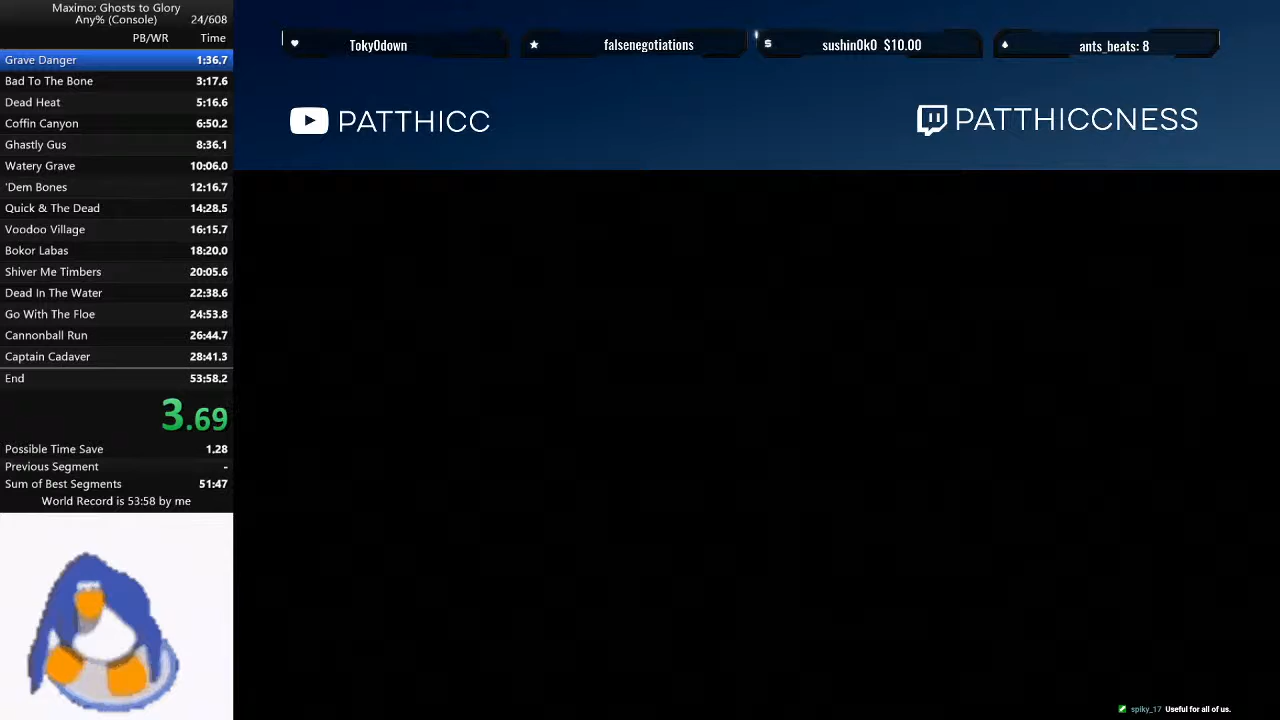 Maximo: Ghosts to Glory
Any% (Console) 24/608
PB/WR Time
Grave Danger 1:36.7
Bad To The Bone 3:17.6
Dead Heat 5:16.6
Coffin Canyon 6:50.2
Ghastly Gus 8:36.1
Watery Grave 10:06.0
'Dem Bones 12:16.7
Quick & The Dead 14:28.5
Voodoo Village 16:15.7
Bokor Labas 18:20.0
Shiver Me Timbers 20:05.6
Dead In The Water 22:38.6
Go With The Floe 24:53.8
Cannonball Run 26:44.7
Captain Cadaver 28:41.3
End 53:58.2
3.69
Possible Time Save 1.28
Previous Segment -
Sum of Best Segments 51:47
World Record is 53:58 by me
Toky0down falsenegotiations sushin0k0 $10.00 ants_beats: 8
PATTHICC PATTHICCNESS
spiky_17 Useful for all of us.